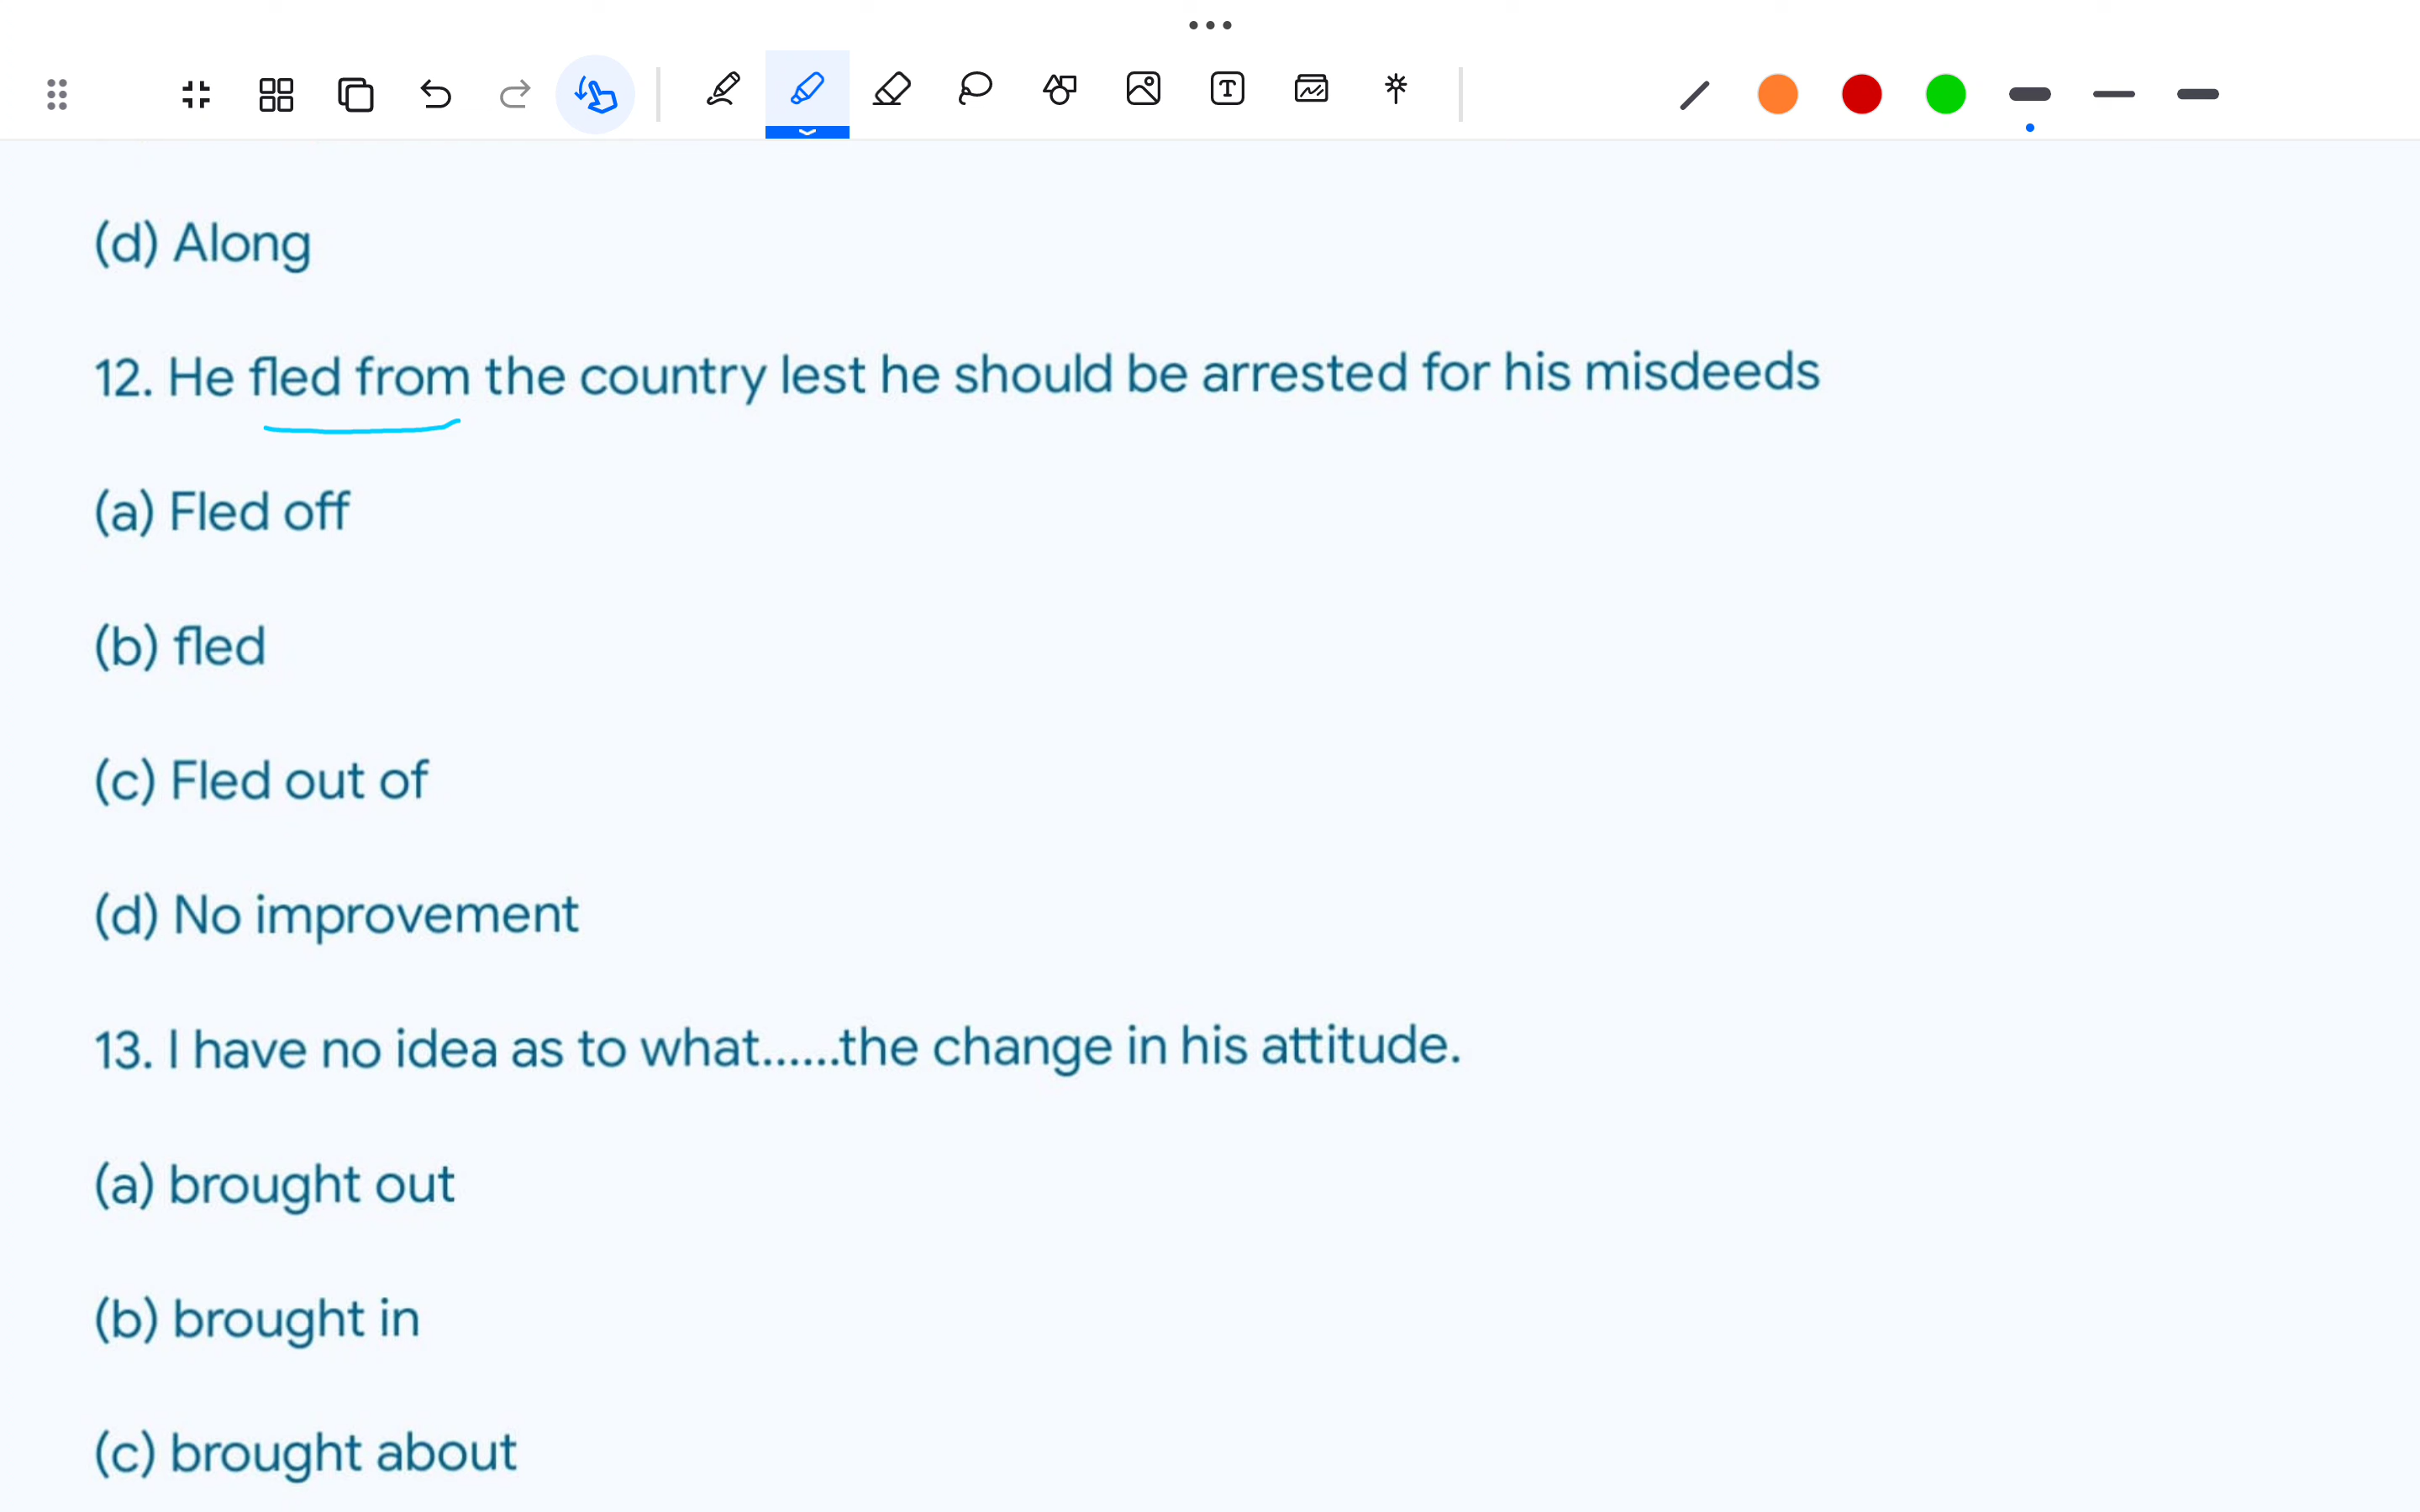 (d) Along
12. He fled from the country lest he should be arrested for his misdeeds
(a) Fled off
(b) fled
(c) Fled out of
(d) No improvement
13. I have no idea as to what......the change in his attitude.
(a) brought out
(b) brought in
(c) brought about